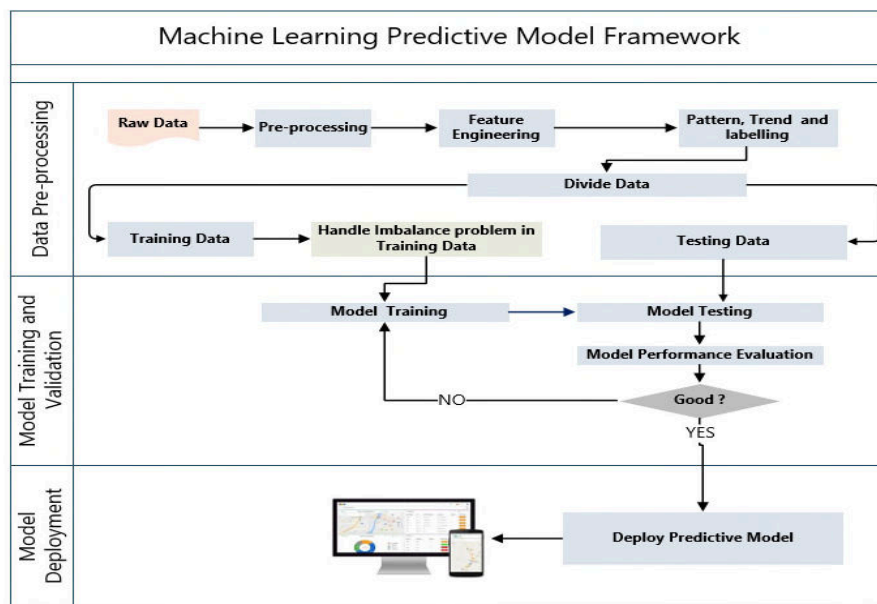 Machine Learning Predictive Model Framework
Data Pre-processing
Raw Data
Pre-processing
Feature
Engineering
Pattern, Trend and
labelling
Divide Data
Training Data
Handle Imbalance problem in
Training Data
Testing Data
Model Training and
Validation
Model Training
Model Testing
Model Performance Evaluation
Good ?
NO
YES
Model
Deployment
Deploy Predictive Model